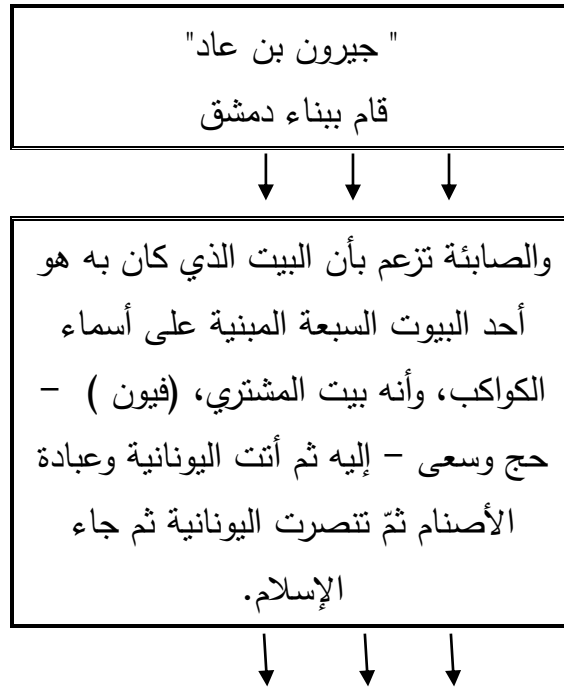 " جيرون بن عاد"
قام ببناء دمشق
والصابئة تزعم بأن البيت الذي كان به هو
أحد البيوت السبعة المبنية على أسماء
الكواكب، وأنه بيت المشتري، (فيون ) –
حج وسعى – إليه ثم أتت اليونانية وعبادة
الأصنام ثمّ تنصرت اليونانية ثم جاء
الإسلام.